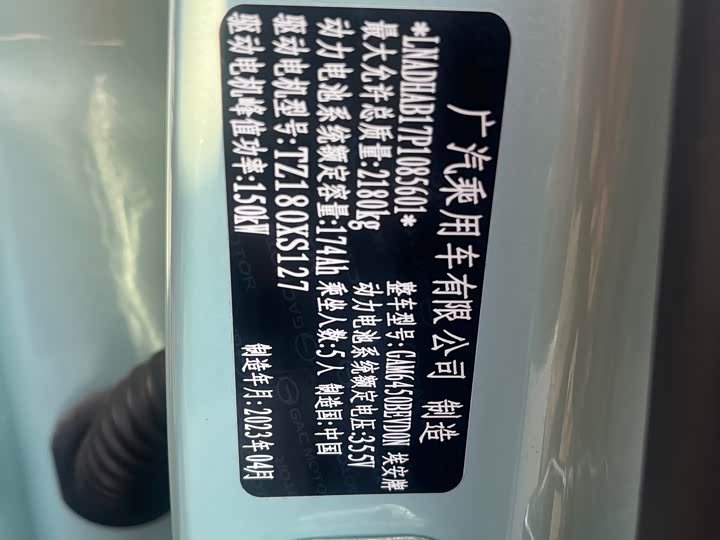 广汽乘用车有限公司 制造
*LNADHAB17P1085601* 整车型号:GAM6450BEVD0N 埃安牌
最大允许总质量:2180kg 动力电池系统额定电压:355V
动力电池系统额定容量:174Ah 乘坐人数:5人 制造国:中国
驱动电机型号:TZ180XS127
驱动电机峰值功率:150kW 制造年月:2023年04月
GAC MOTOR